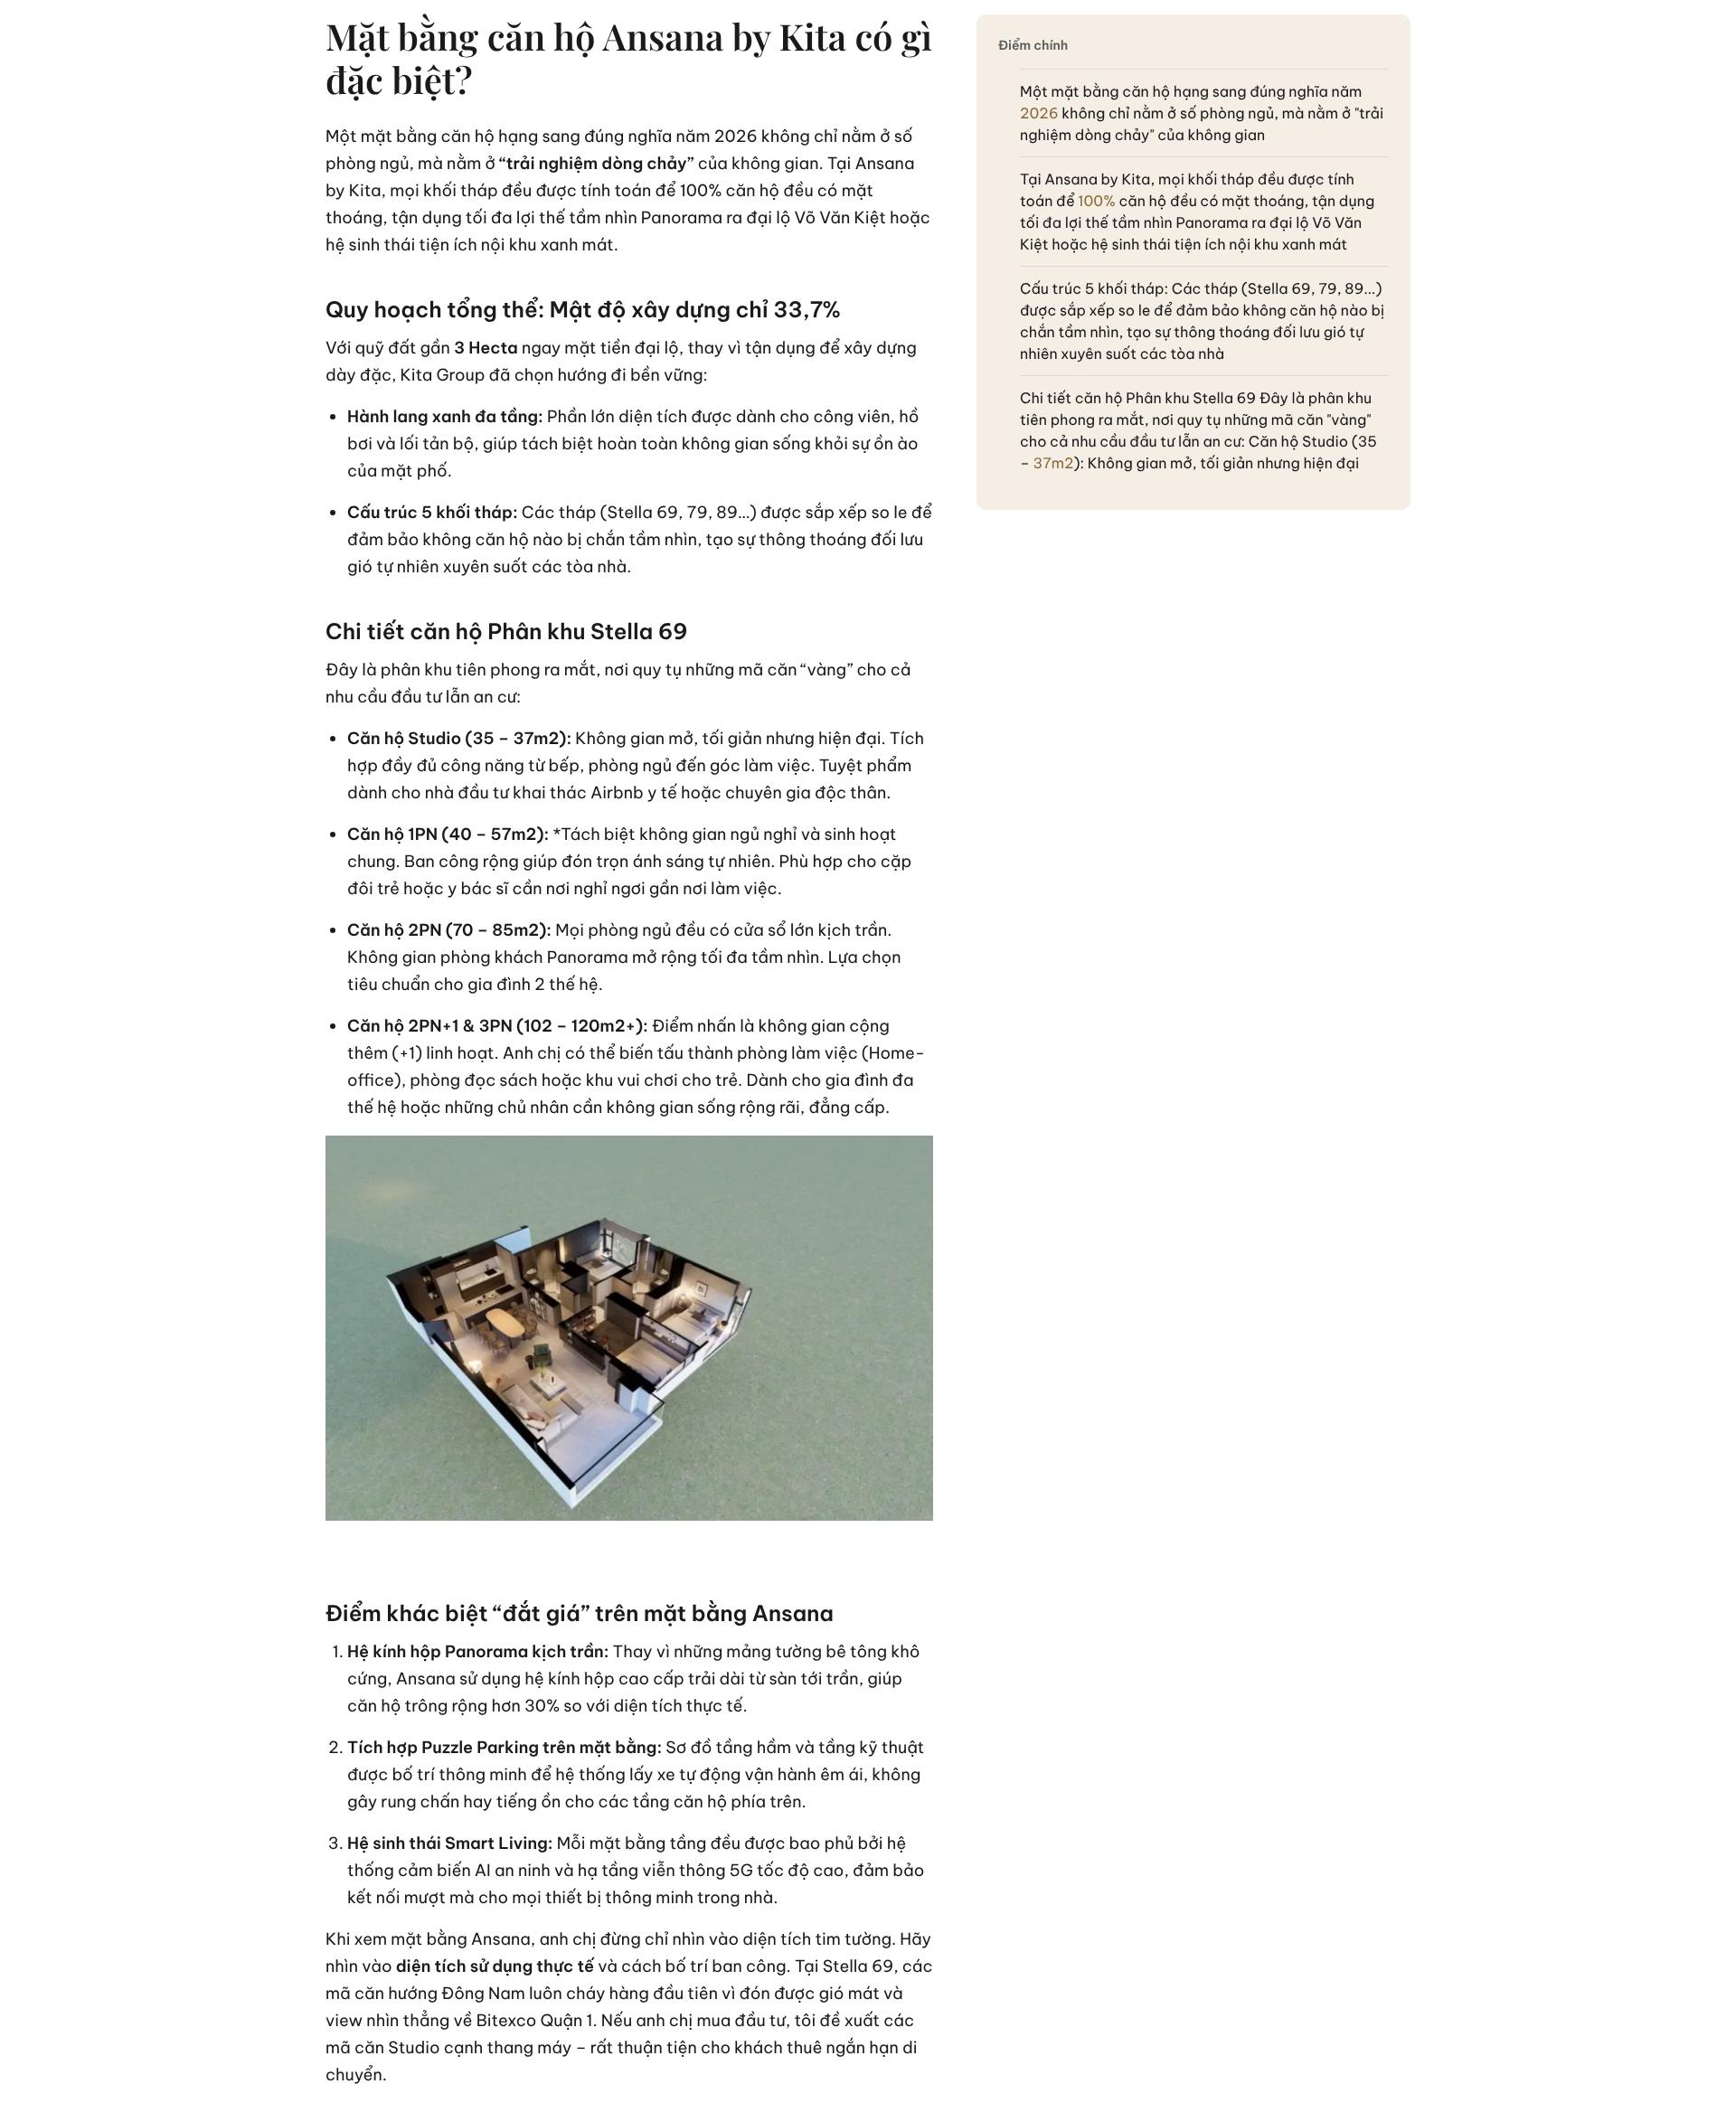 Mặt bằng căn hộ Ansana by Kita có gì
đặc biệt?
Một mặt bằng căn hộ hạng sang đúng nghĩa năm 2026 không chỉ nằm ở số
phòng ngủ, mà nằm ở “trải nghiệm dòng chảy” của không gian. Tại Ansana
by Kita, mọi khối tháp đều được tính toán để 100% căn hộ đều có mặt
thoáng, tận dụng tối đa lợi thế tầm nhìn Panorama ra đại lộ Võ Văn Kiệt hoặc
hệ sinh thái tiện ích nội khu xanh mát.
Quy hoạch tổng thể: Mật độ xây dựng chỉ 33,7%
Với quỹ đất gần 3 Hecta ngay mặt tiền đại lộ, thay vì tận dụng để xây dựng
dày đặc, Kita Group đã chọn hướng đi bền vững:
• Hành lang xanh đa tầng: Phần lớn diện tích được dành cho công viên, hồ
bơi và lối tản bộ, giúp tách biệt hoàn toàn không gian sống khỏi sự ồn ào
của mặt phố.
• Cấu trúc 5 khối tháp: Các tháp (Stella 69, 79, 89…) được sắp xếp so le để
đảm bảo không căn hộ nào bị chắn tầm nhìn, tạo sự thông thoáng đối lưu
gió tự nhiên xuyên suốt các tòa nhà.
Chi tiết căn hộ Phân khu Stella 69
Đây là phân khu tiên phong ra mắt, nơi quy tụ những mã căn “vàng” cho cả
nhu cầu đầu tư lẫn an cư:
• Căn hộ Studio (35 – 37m2): Không gian mở, tối giản nhưng hiện đại. Tích
hợp đầy đủ công năng từ bếp, phòng ngủ đến góc làm việc. Tuyệt phẩm
dành cho nhà đầu tư khai thác Airbnb y tế hoặc chuyên gia độc thân.
• Căn hộ 1PN (40 – 57m2): *Tách biệt không gian ngủ nghỉ và sinh hoạt
chung. Ban công rộng giúp đón trọn ánh sáng tự nhiên. Phù hợp cho cặp
đôi trẻ hoặc y bác sĩ cần nơi nghỉ ngơi gần nơi làm việc.
• Căn hộ 2PN (70 – 85m2): Mọi phòng ngủ đều có cửa sổ lớn kịch trần.
Không gian phòng khách Panorama mở rộng tối đa tầm nhìn. Lựa chọn
tiêu chuẩn cho gia đình 2 thế hệ.
• Căn hộ 2PN+1 & 3PN (102 – 120m2+): Điểm nhấn là không gian cộng
thêm (+1) linh hoạt. Anh chị có thể biến tấu thành phòng làm việc (Home-
office), phòng đọc sách hoặc khu vui chơi cho trẻ. Dành cho gia đình đa
thế hệ hoặc những chủ nhân cần không gian sống rộng rãi, đẳng cấp.
Điểm khác biệt “đắt giá” trên mặt bằng Ansana
1. Hệ kính hộp Panorama kịch trần: Thay vì những mảng tường bê tông khô
cứng, Ansana sử dụng hệ kính hộp cao cấp trải dài từ sàn tới trần, giúp
căn hộ trông rộng hơn 30% so với diện tích thực tế.
2. Tích hợp Puzzle Parking trên mặt bằng: Sơ đồ tầng hầm và tầng kỹ thuật
được bố trí thông minh để hệ thống lấy xe tự động vận hành êm ái, không
gây rung chấn hay tiếng ồn cho các tầng căn hộ phía trên.
3. Hệ sinh thái Smart Living: Mỗi mặt bằng tầng đều được bao phủ bởi hệ
thống cảm biến AI an ninh và hạ tầng viễn thông 5G tốc độ cao, đảm bảo
kết nối mượt mà cho mọi thiết bị thông minh trong nhà.
Khi xem mặt bằng Ansana, anh chị đừng chỉ nhìn vào diện tích tim tường. Hãy
nhìn vào diện tích sử dụng thực tế và cách bố trí ban công. Tại Stella 69, các
mã căn hướng Đông Nam luôn cháy hàng đầu tiên vì đón được gió mát và
view nhìn thẳng về Bitexco Quận 1. Nếu anh chị mua đầu tư, tôi đề xuất các
mã căn Studio cạnh thang máy – rất thuận tiện cho khách thuê ngắn hạn di
chuyển.
Điểm chính
Một mặt bằng căn hộ hạng sang đúng nghĩa năm
2026 không chỉ nằm ở số phòng ngủ, mà nằm ở "trải
nghiệm dòng chảy" của không gian
Tại Ansana by Kita, mọi khối tháp đều được tính
toán để 100% căn hộ đều có mặt thoáng, tận dụng
tối đa lợi thế tầm nhìn Panorama ra đại lộ Võ Văn
Kiệt hoặc hệ sinh thái tiện ích nội khu xanh mát
Cấu trúc 5 khối tháp: Các tháp (Stella 69, 79, 89...)
được sắp xếp so le để đảm bảo không căn hộ nào bị
chắn tầm nhìn, tạo sự thông thoáng đối lưu gió tự
nhiên xuyên suốt các tòa nhà
Chi tiết căn hộ Phân khu Stella 69 Đây là phân khu
tiên phong ra mắt, nơi quy tụ những mã căn "vàng"
cho cả nhu cầu đầu tư lẫn an cư: Căn hộ Studio (35
– 37m2): Không gian mở, tối giản nhưng hiện đại